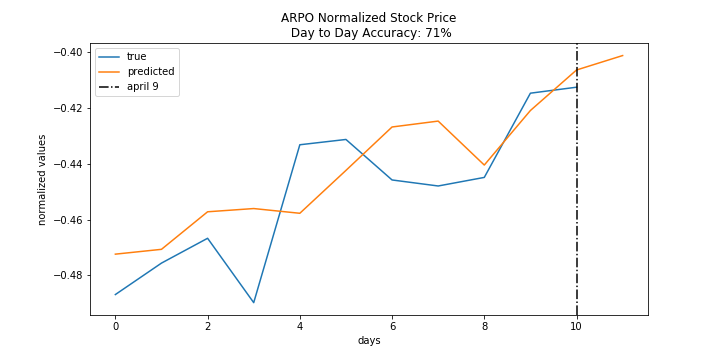 ARPO Normalized Stock Price
Day to Day Accuracy: 71%
true
predicted
april 9
normalized values
−0.40
−0.42
−0.44
−0.46
−0.48
0 2 4 6 8 10
days